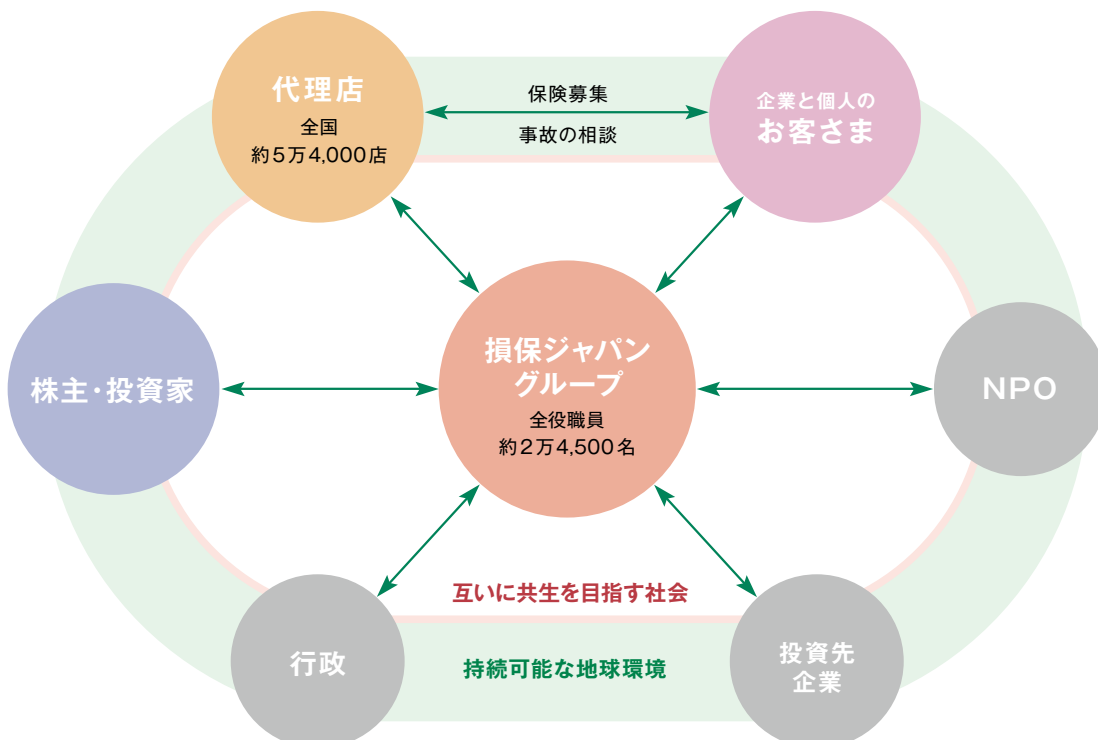 代理店
全国
約5万4,000店
保険募集
事故の相談
企業と個人の
お客さま
株主・投資家
損保ジャパン
グループ
全役職員
約2万4,500名
NPO
互いに共生を目指す社会
持続可能な地球環境
行政
投資先
企業